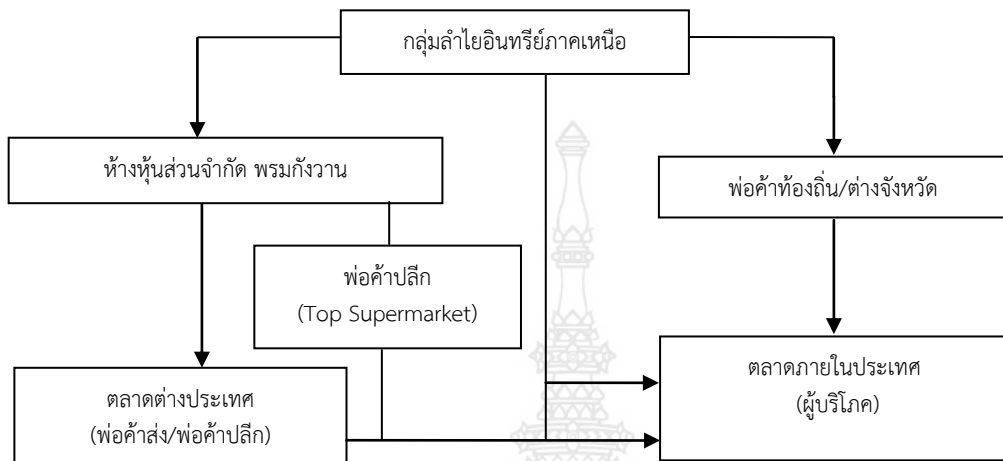 กลุ่มลำไยอินทรีย์ภาคเหนือ
ห้างหุ้นส่วนจำกัด พรมกังวาน
พ่อค้าท้องถิ่น/ต่างจังหวัด
พ่อค้าปลีก
(Top Supermarket)
ตลาดต่างประเทศ
(พ่อค้าส่ง/พ่อค้าปลีก)
ตลาดภายในประเทศ
(ผู้บริโภค)